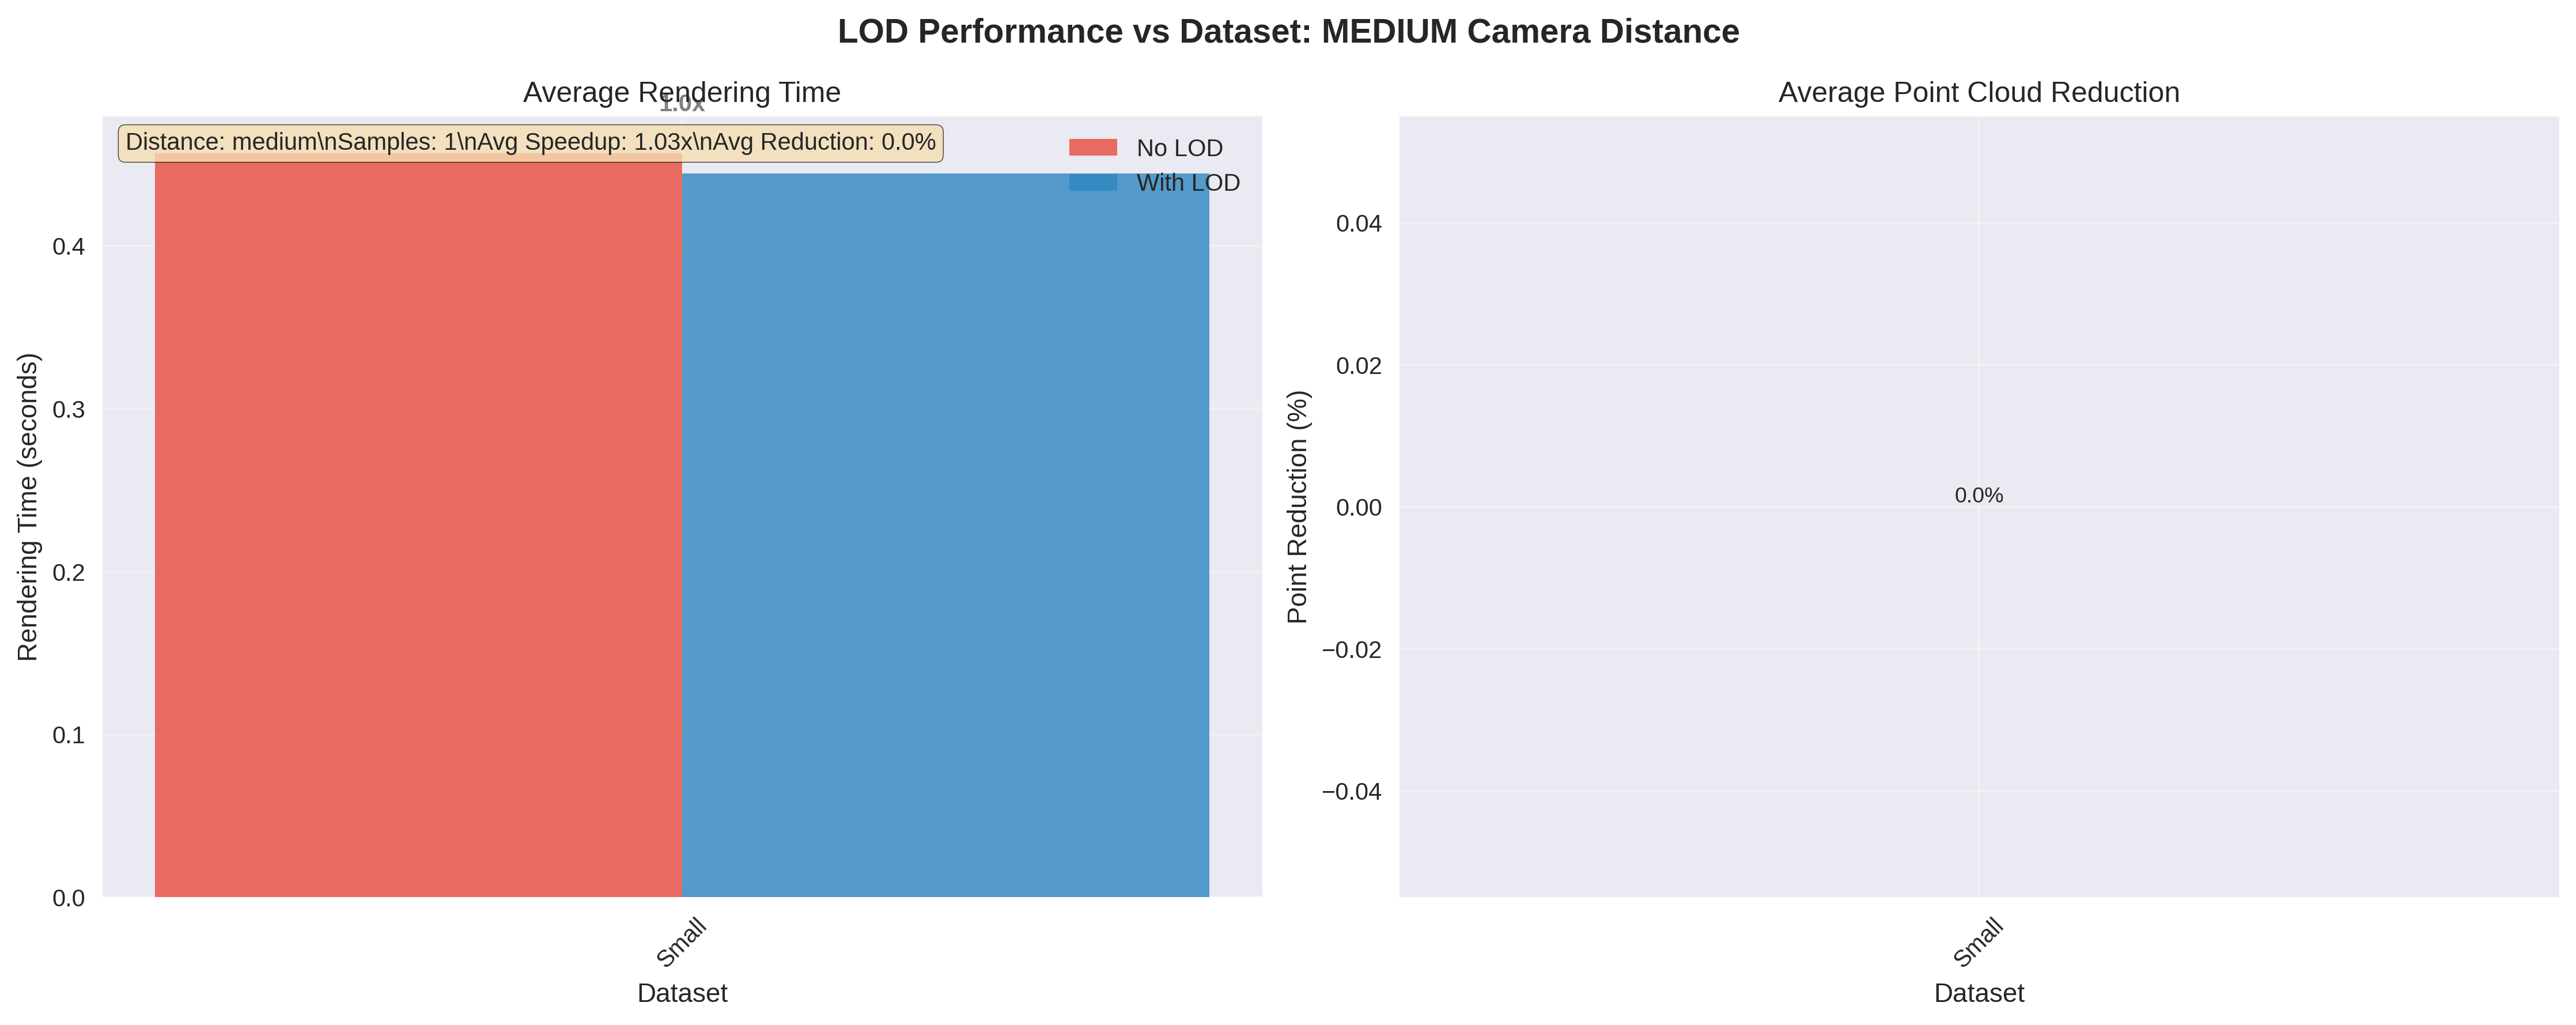 LOD Performance vs Dataset: MEDIUM Camera Distance
Average Rendering Time
1.0x
Distance: medium\nSamples: 1\nAvg Speedup: 1.03x\nAvg Reduction: 0.0%
No LOD
With LOD
Rendering Time (seconds)
0.4
0.3
0.2
0.1
0.0
Small
Dataset
Average Point Cloud Reduction
Point Reduction (%)
0.04
0.02
0.00
−0.02
−0.04
0.0%
Small
Dataset